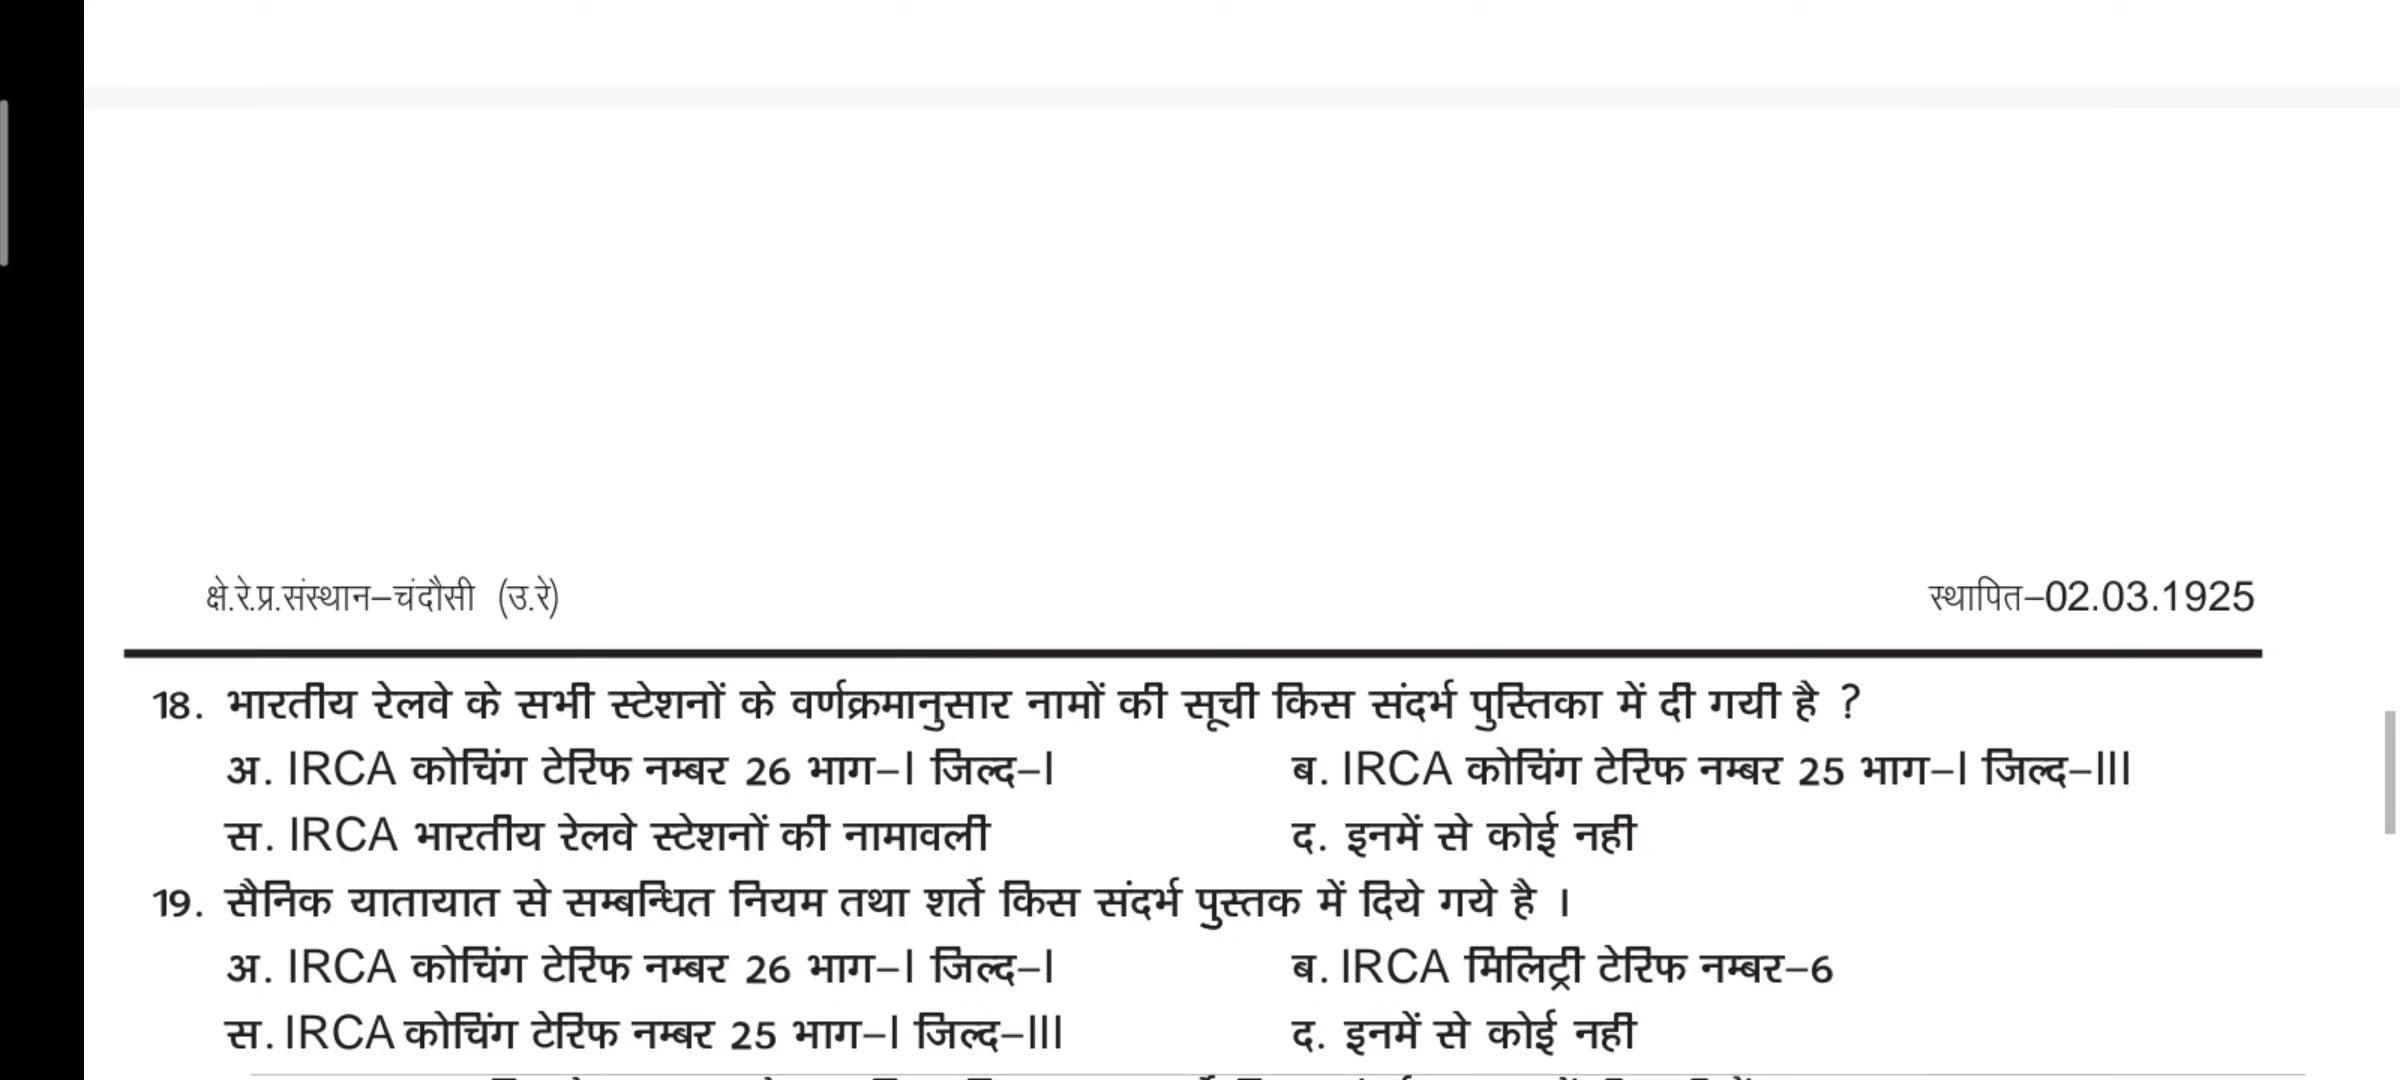 क्षे.रे.प्र.संस्थान–चंदौसी (उ.रे)
स्थापित–02.03.1925
18. भारतीय रेलवे के सभी स्टेशनों के वर्णक्रमानुसार नामों की सूची किस संदर्भ पुस्तिका में दी गयी है ?
अ. IRCA कोचिंग टेरिफ नम्बर 26 भाग–I जिल्द–I ब. IRCA कोचिंग टेरिफ नम्बर 25 भाग–I जिल्द–III
स. IRCA भारतीय रेलवे स्टेशनों की नामावली द. इनमें से कोई नही
19. सैनिक यातायात से सम्बन्धित नियम तथा शर्ते किस संदर्भ पुस्तक में दिये गये है ।
अ. IRCA कोचिंग टेरिफ नम्बर 26 भाग–I जिल्द–I ब. IRCA मिलिट्री टेरिफ नम्बर–6
स. IRCA कोचिंग टेरिफ नम्बर 25 भाग–I जिल्द–III द. इनमें से कोई नही